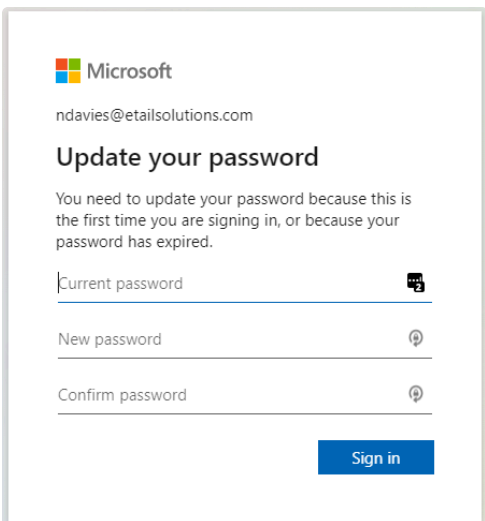 Microsoft
ndavies@etailsolutions.com
Update your password
You need to update your password because this is
the first time you are signing in, or because your
password has expired.
Current password
2
New password
Confirm password
Sign in